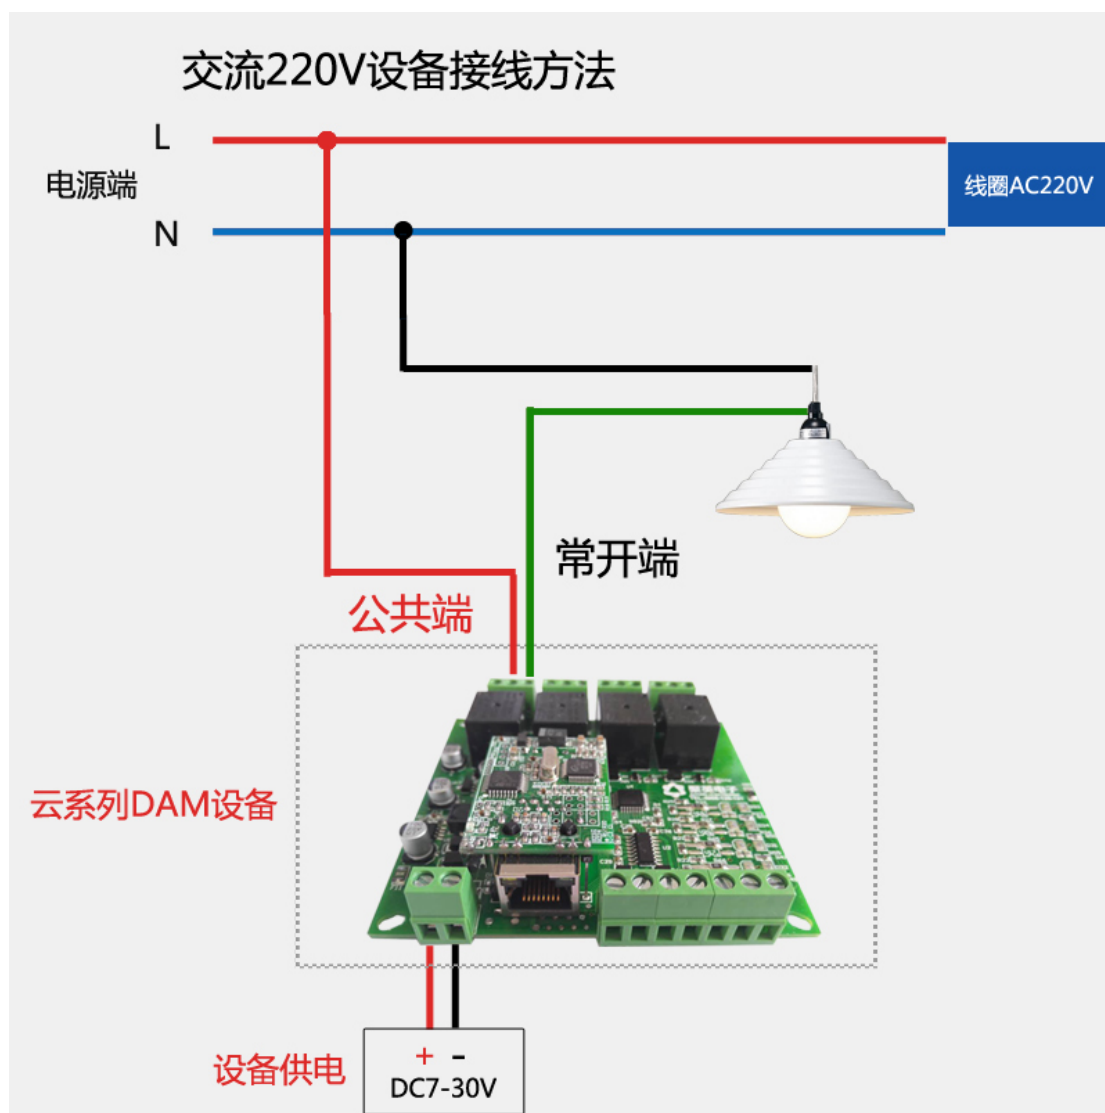 交流220V设备接线方法
L
电源端
线圈AC220V
N
常开端
公共端
云系列DAM设备
设备供电
+ -
DC7-30V